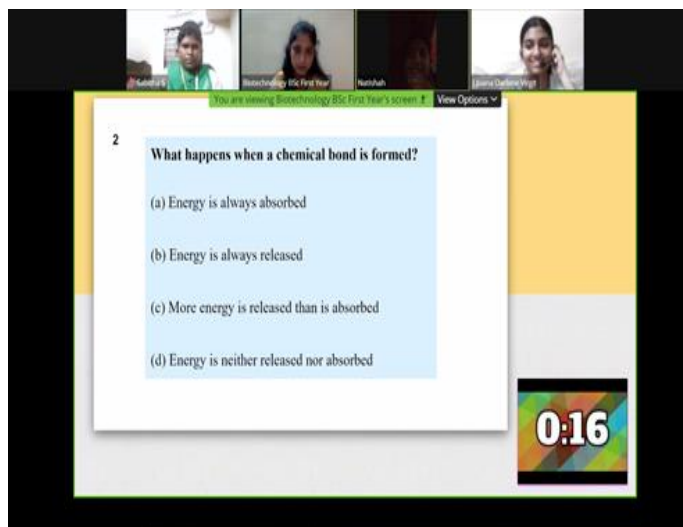 Sabitha S
Biotechnology BSc First Year
Natishah
You are viewing Biotechnology BSc First Year's screen
View Options
2
What happens when a chemical bond is formed?
(a) Energy is always absorbed
(b) Energy is always released
(c) More energy is released than is absorbed
(d) Energy is neither released nor absorbed
0:16